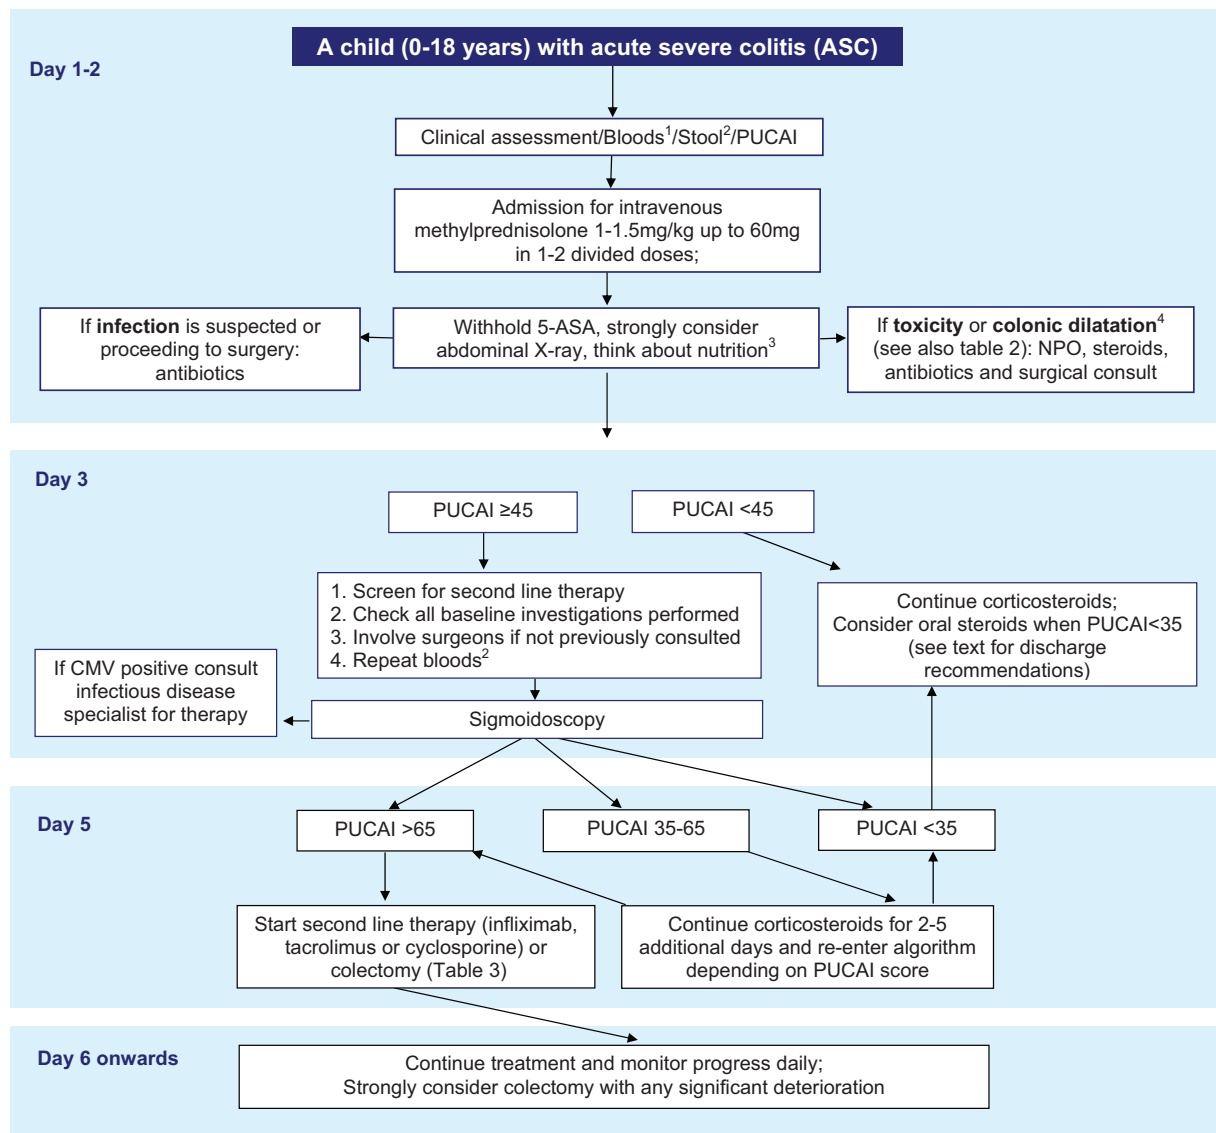 A child (0-18 years) with acute severe colitis (ASC)
Day 1-2
Clinical assessment/Bloods¹/Stool²/PUCAI
Admission for intravenous
methylprednisolone 1-1.5mg/kg up to 60mg
in 1-2 divided doses;
If infection is suspected or
proceeding to surgery:
antibiotics
Withhold 5-ASA, strongly consider
abdominal X-ray, think about nutrition³
If toxicity or colonic dilatation⁴
(see also table 2): NPO, steroids,
antibiotics and surgical consult
Day 3
PUCAI ≥45
PUCAI <45
1. Screen for second line therapy
2. Check all baseline investigations performed
3. Involve surgeons if not previously consulted
4. Repeat bloods²
Continue corticosteroids;
Consider oral steroids when PUCAI<35
(see text for discharge
recommendations)
If CMV positive consult
infectious disease
specialist for therapy
Sigmoidoscopy
Day 5
PUCAI >65
PUCAI 35-65
PUCAI <35
Start second line therapy (infliximab,
tacrolimus or cyclosporine) or
colectomy (Table 3)
Continue corticosteroids for 2-5
additional days and re-enter algorithm
depending on PUCAI score
Day 6 onwards
Continue treatment and monitor progress daily;
Strongly consider colectomy with any significant deterioration